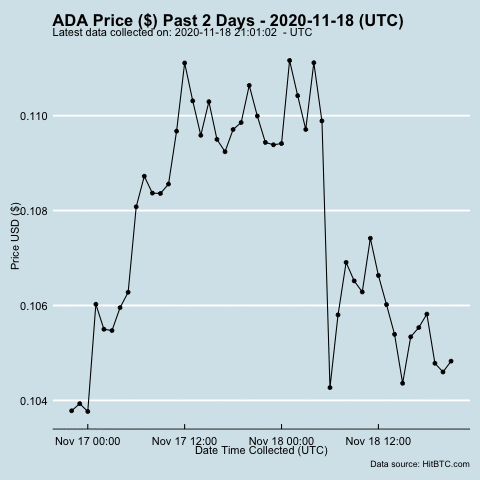 ADA Price ($) Past 2 Days - 2020-11-18 (UTC)
Latest data collected on: 2020-11-18 21:01:02  - UTC
Price USD ($)
0.110
0.108
0.106
0.104
Nov 17 00:00
Nov 17 12:00
Nov 18 00:00
Nov 18 12:00
Date Time Collected (UTC)
Data source: HitBTC.com